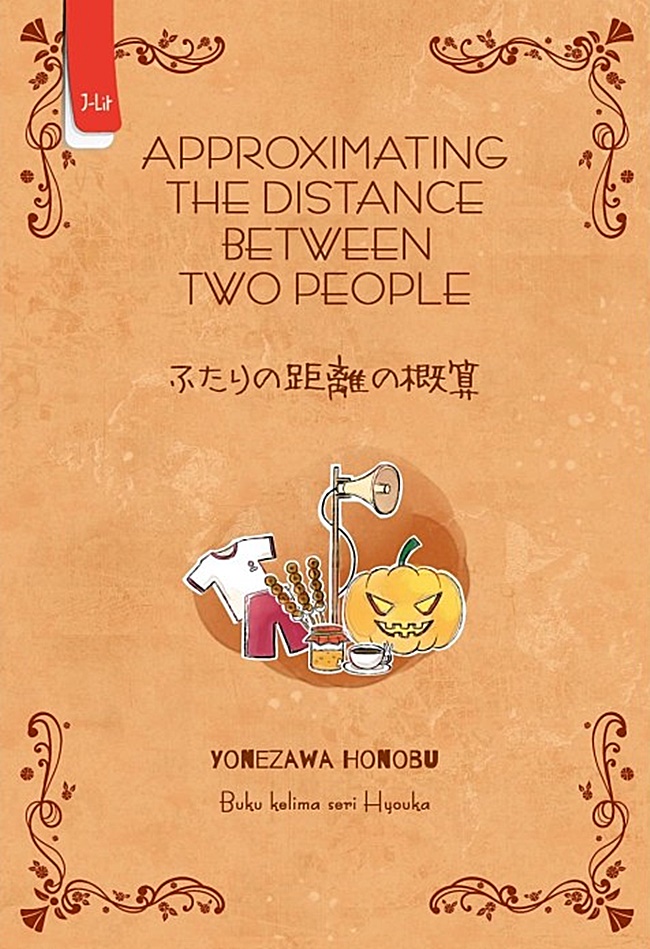 J-Lit
APPROXIMATING
THE DISTANCE
BETWEEN
TWO PEOPLE
ふたりの距離の概算
YONEZAWA HONOBU
Buku kelima seri Hyouka